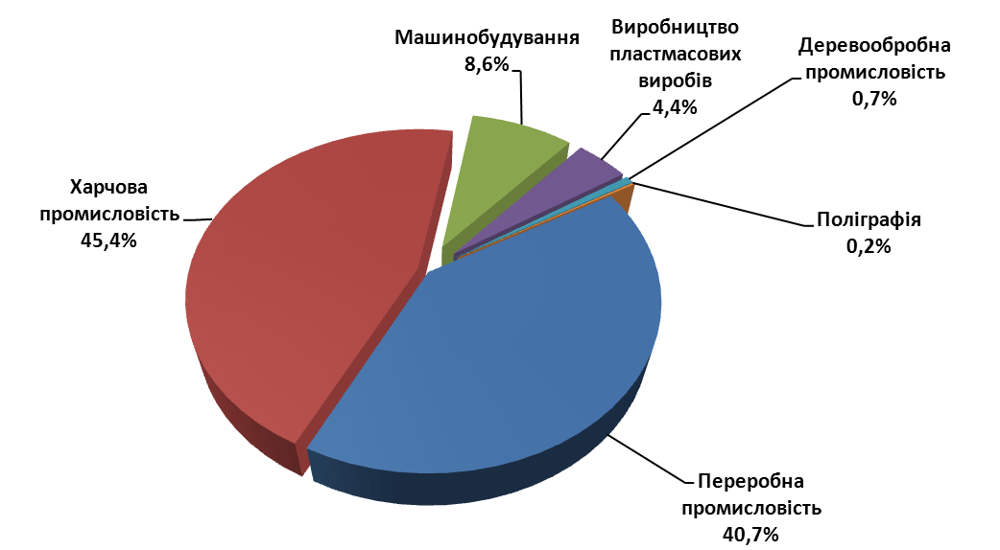 Машинобудування
8,6%
Виробництво
пластмасових
виробів
4,4%
Деревообробна
промисловість
0,7%
Харчова
промисловість
45,4%
Поліграфія
0,2%
Переробна
промисловість
40,7%